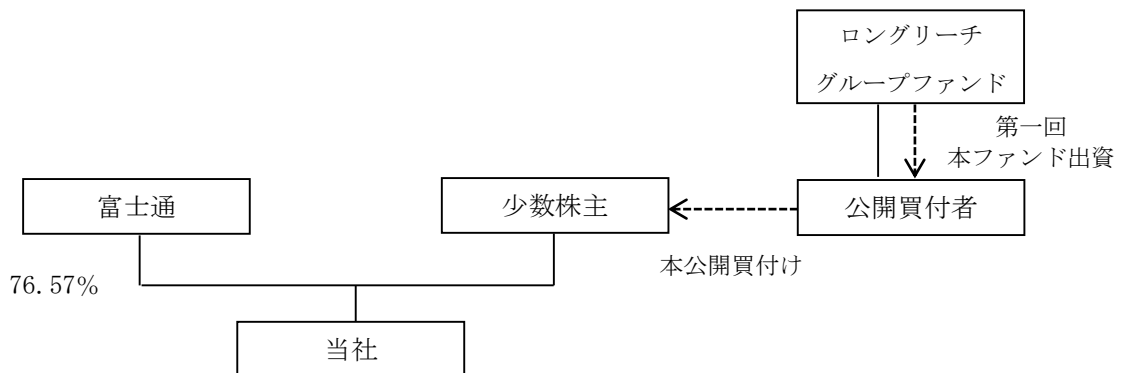 ロングリーチ
グループファンド
第一回
本ファンド出資
富士通
少数株主
公開買付者
本公開買付け
76.57%
当社